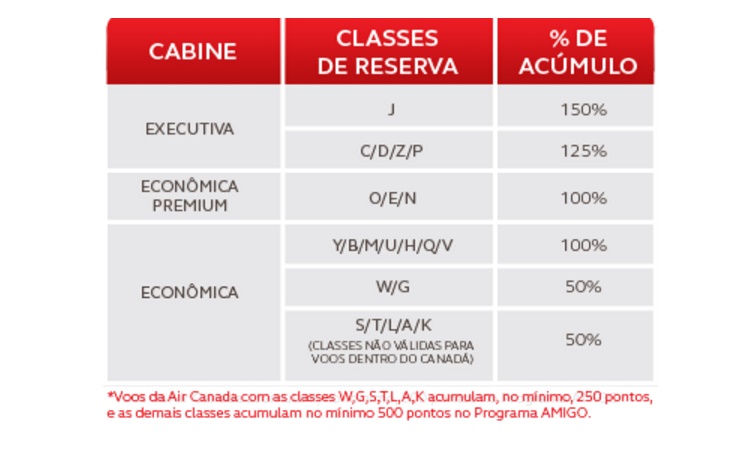 CABINE
CLASSES
DE RESERVA
% DE
ACÚMULO
EXECUTIVA
J
150%
C/D/Z/P
125%
ECONÔMICA
PREMIUM
O/E/N
100%
ECONÔMICA
Y/B/M/U/H/Q/V
100%
W/G
50%
S/T/L/A/K
(CLASSES NÃO VÁLIDAS PARA
VOOS DENTRO DO CANADÁ)
50%
*Voos da Air Canada com as classes W,G,S,T,L,A,K acumulam, no mínimo, 250 pontos,
e as demais classes acumulam no mínimo 500 pontos no Programa AMIGO.